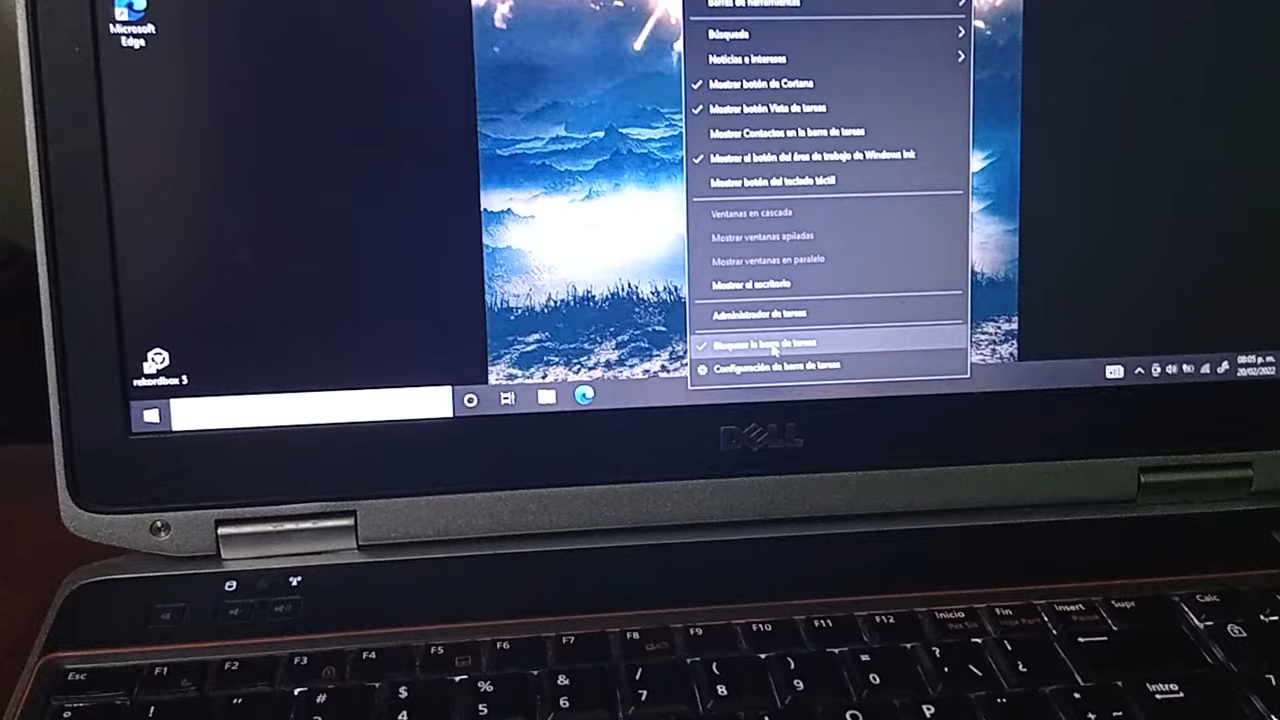 Microsoft
Edge
Barras de herramientas
Búsqueda
Noticias e intereses
Mostrar botón de Cortana
Mostrar botón Vista de tareas
Mostrar Contactos en la barra de tareas
Mostrar el botón del área de trabajo de Windows Ink
Mostrar botón del teclado táctil
Ventanas en cascada
Mostrar ventanas apiladas
Mostrar ventanas en paralelo
Mostrar el escritorio
Administrador de tareas
Bloquear la barra de tareas
Configuración de barra de tareas
rekordbox 5
08:05 p. m.
20/02/2022
DELL
Calc
Inicio Fin Insert Supr
Esc F1 F2 F3 F4 F5 F6 F7 F8 F9 F10 F11 F12
! " # $ % & / ( ) = ? \ ¿
3 4 5 6 7 8 9 0 '
Intro
O P